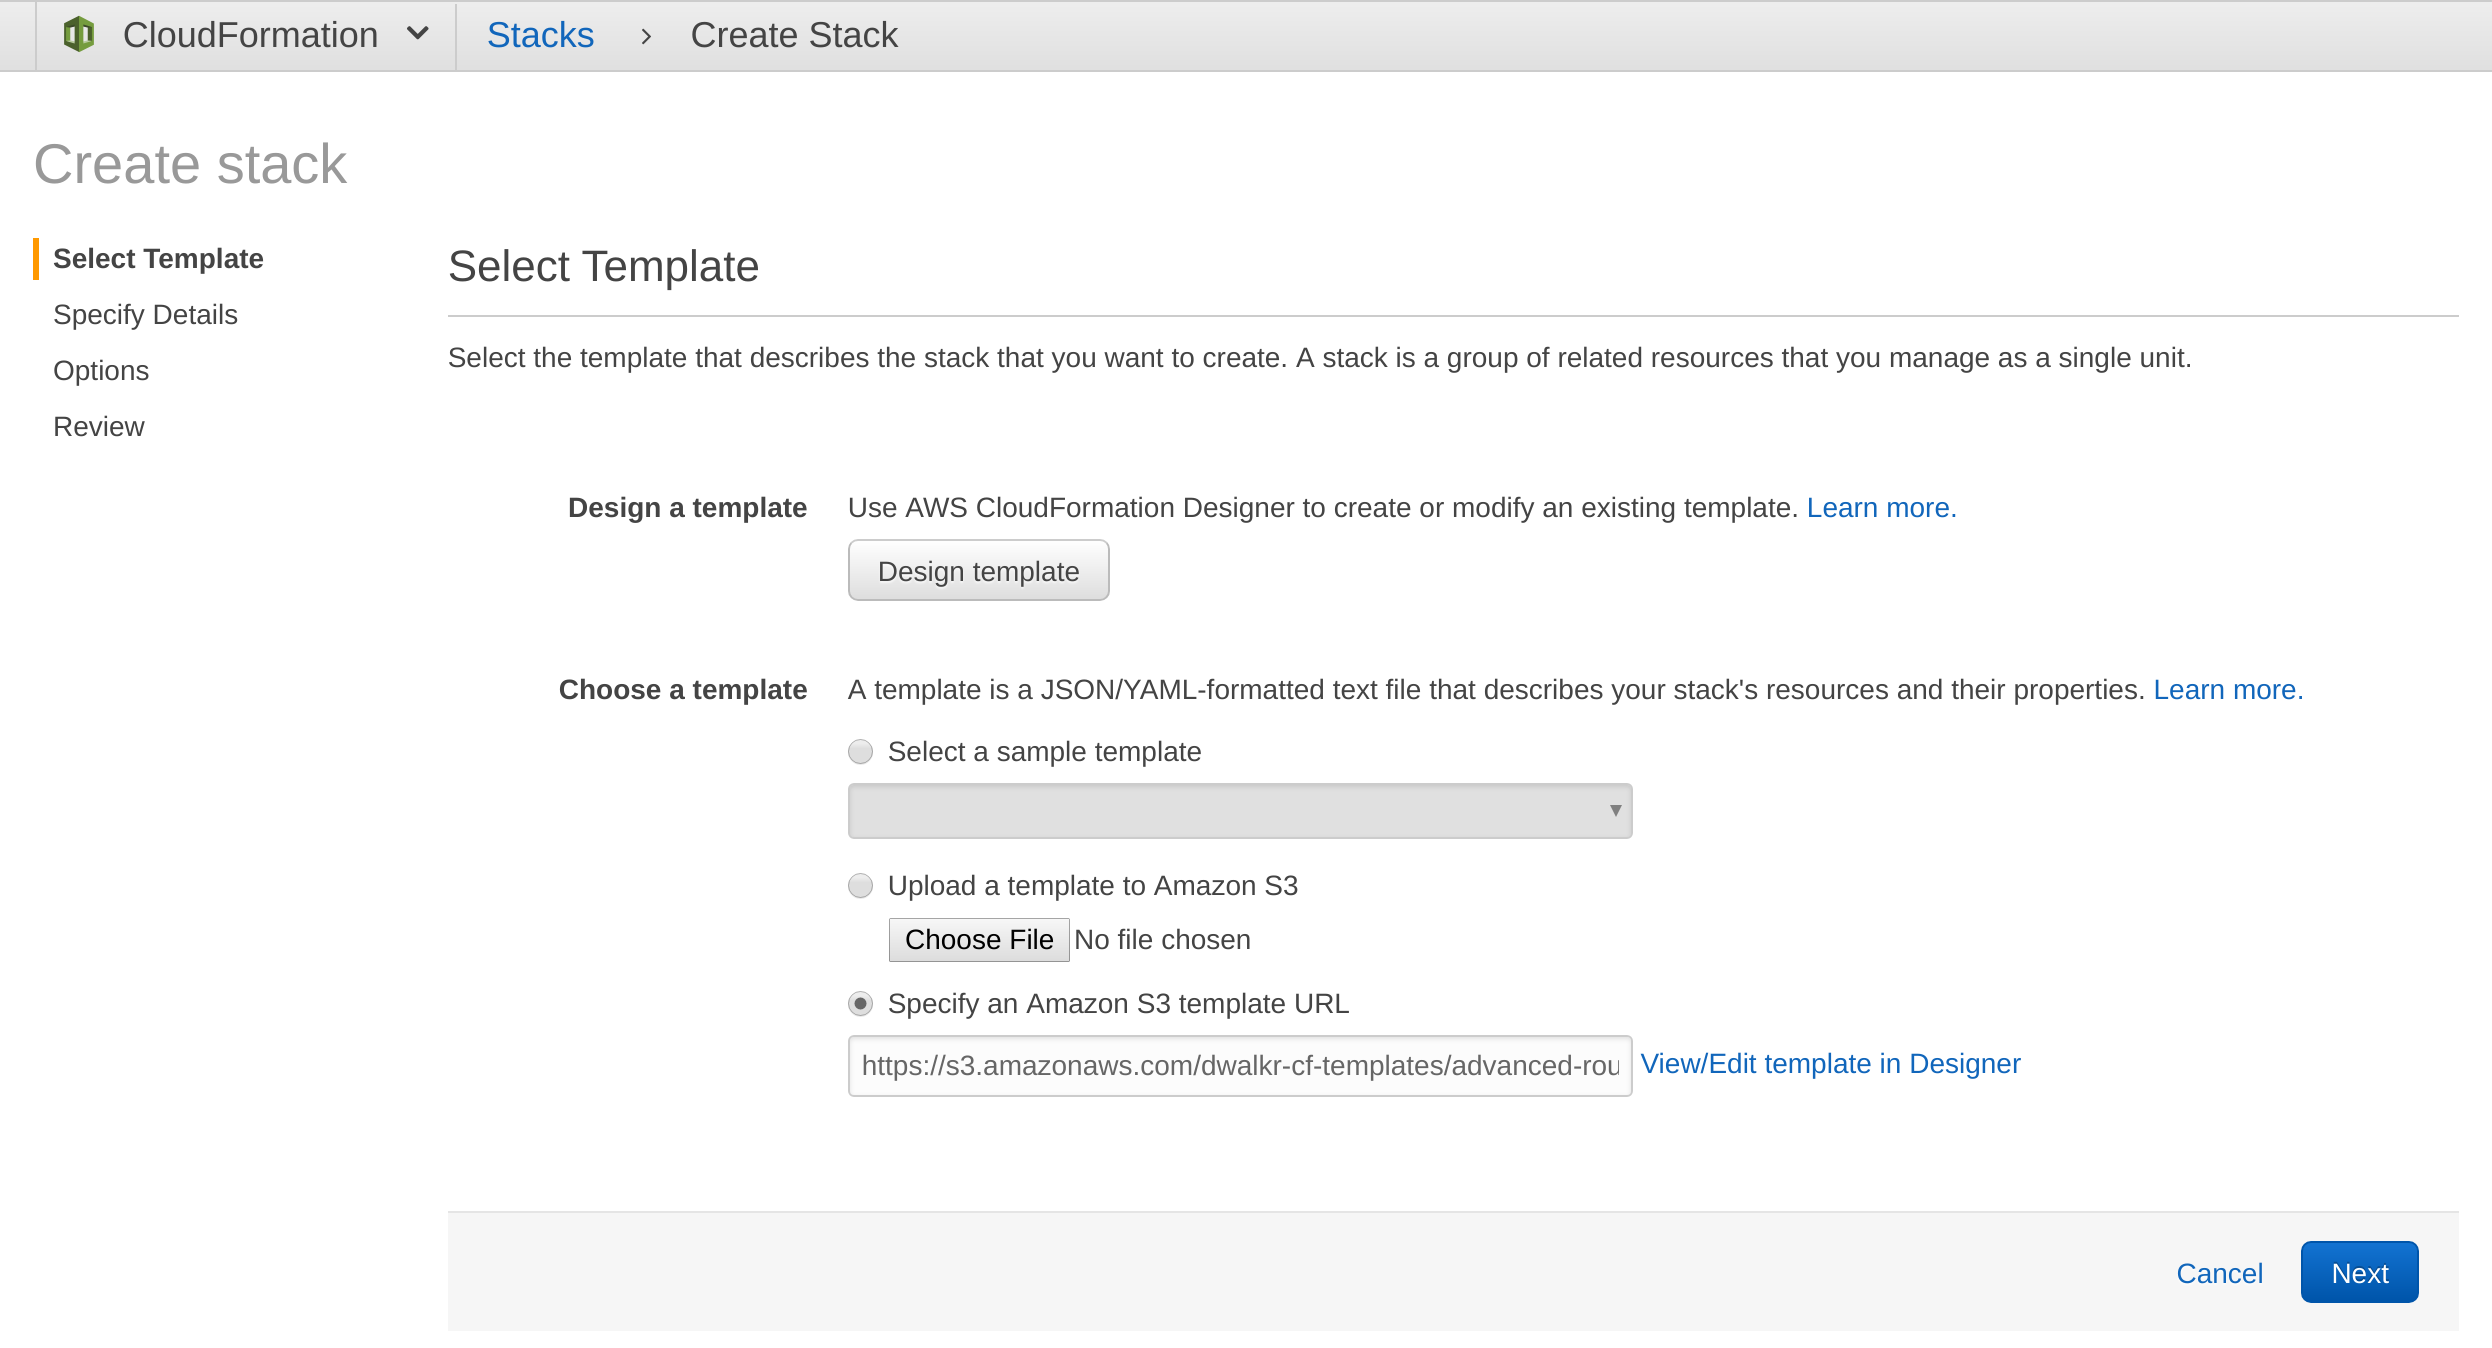 CloudFormation Stacks > Create Stack
Create stack
Select Template
Specify Details
Options
Review
Select Template
Select the template that describes the stack that you want to create. A stack is a group of related resources that you manage as a single unit.
Design a template
Use AWS CloudFormation Designer to create or modify an existing template. Learn more.
Design template
Choose a template
A template is a JSON/YAML-formatted text file that describes your stack's resources and their properties. Learn more.
Select a sample template
Upload a template to Amazon S3
Choose File No file chosen
Specify an Amazon S3 template URL
https://s3.amazonaws.com/dwalkr-cf-templates/advanced-rou View/Edit template in Designer
Cancel Next